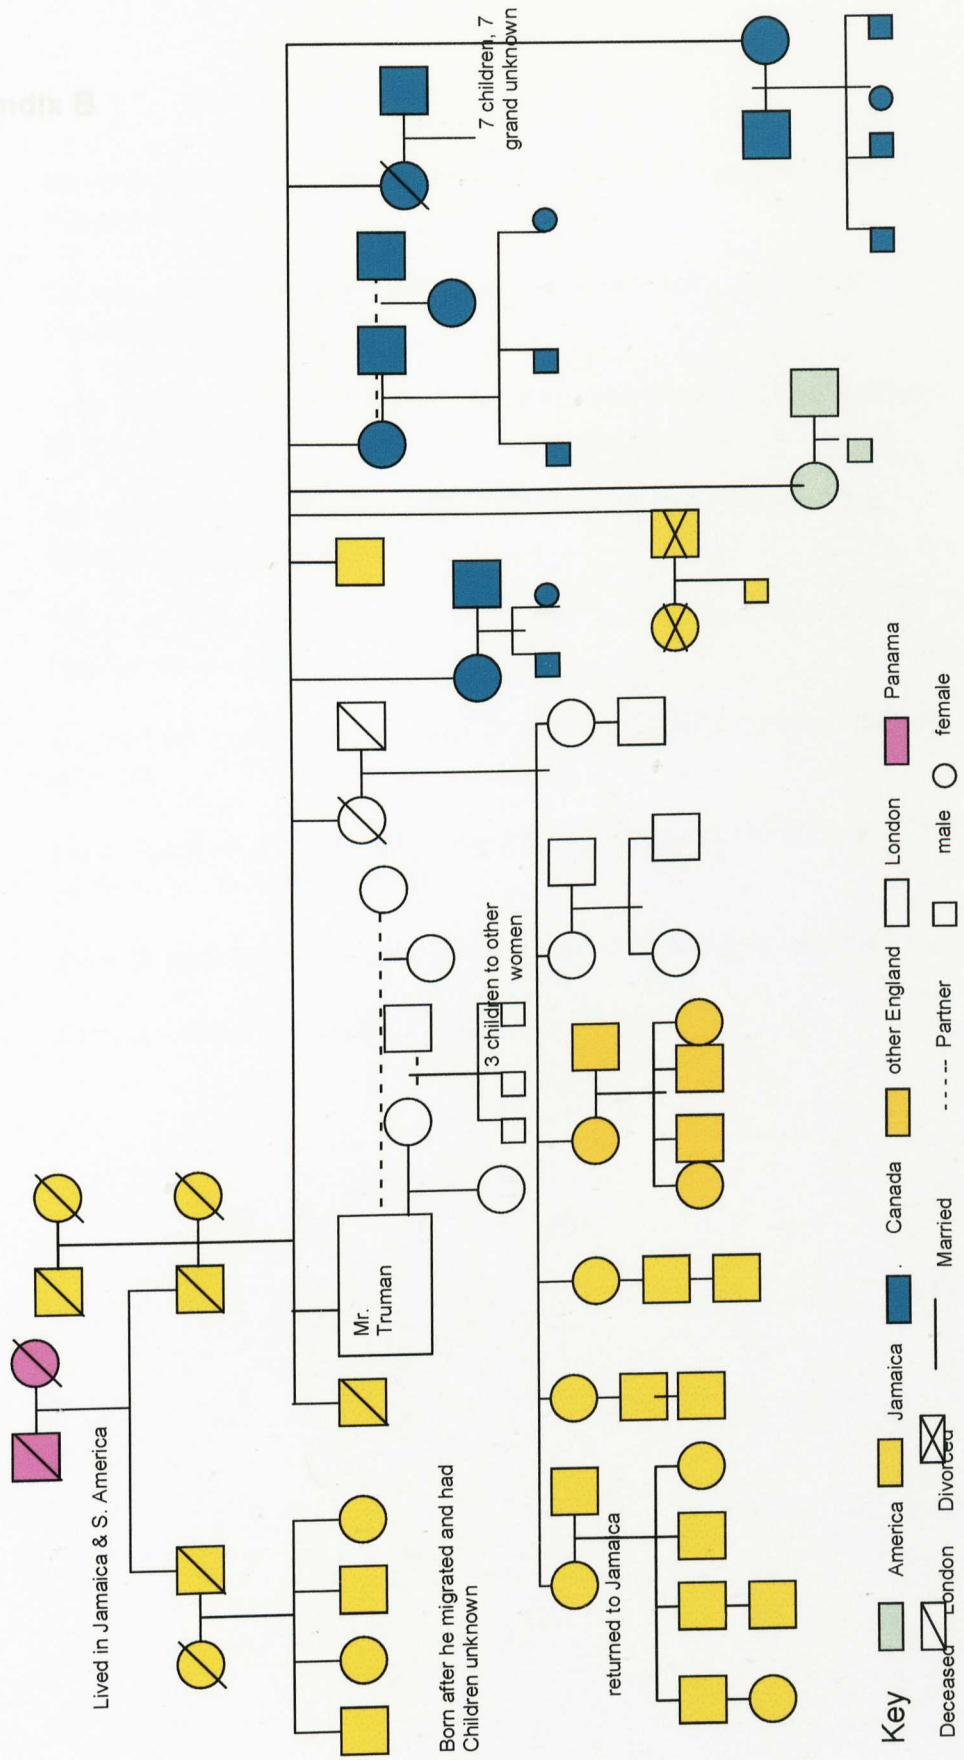 ndix B
Lived in Jamaica & S. America
Mr.
Truman
7 children, 7
grand unknown
3 children to other
women
Born after he migrated and had
Children unknown
returned to Jamaica
Key America Jamaica Canada other England London Panama
Deceased London Divorced Married ---- Partner male female